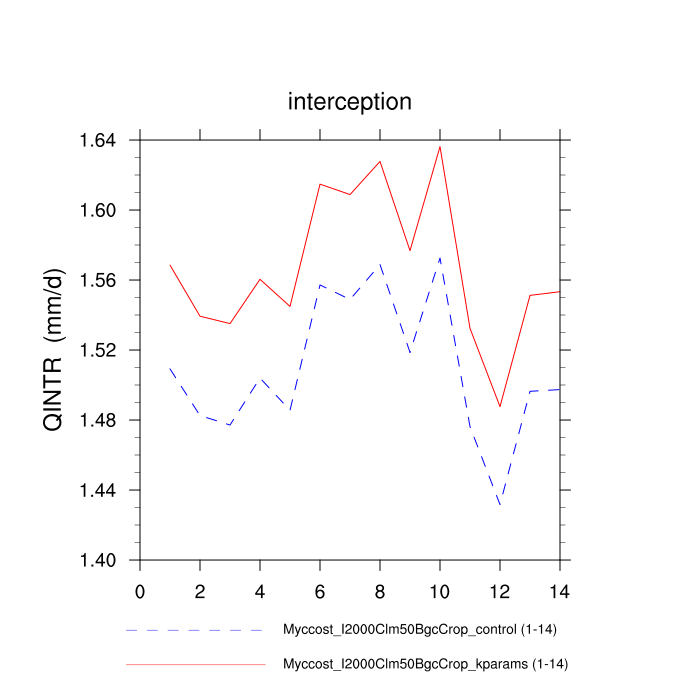 interception
QINTR (mm/d)
1.64
1.60
1.56
1.52
1.48
1.44
1.40
0 2 4 6 8 10 12 14
Myccost_I2000Clm50BgcCrop_control (1-14)
Myccost_I2000Clm50BgcCrop_kparams (1-14)